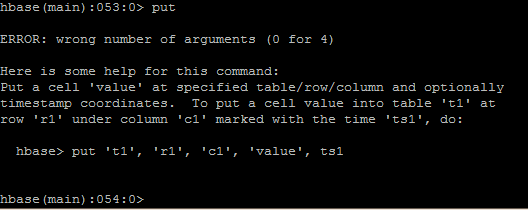 hbase(main):053:0> put
ERROR: wrong number of arguments (0 for 4)
Here is some help for this command:
Put a cell 'value' at specified table/row/column and optionally
timestamp coordinates.  To put a cell value into table 't1' at
row 'r1' under column 'c1' marked with the time 'ts1', do:
  hbase> put 't1', 'r1', 'c1', 'value', ts1
hbase(main):054:0>